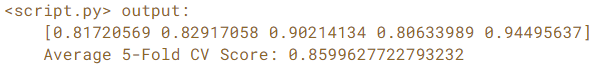 <script.py> output:
[0.81720569 0.82917058 0.90214134 0.80633989 0.94495637]
Average 5-Fold CV Score: 0.8599627722793232